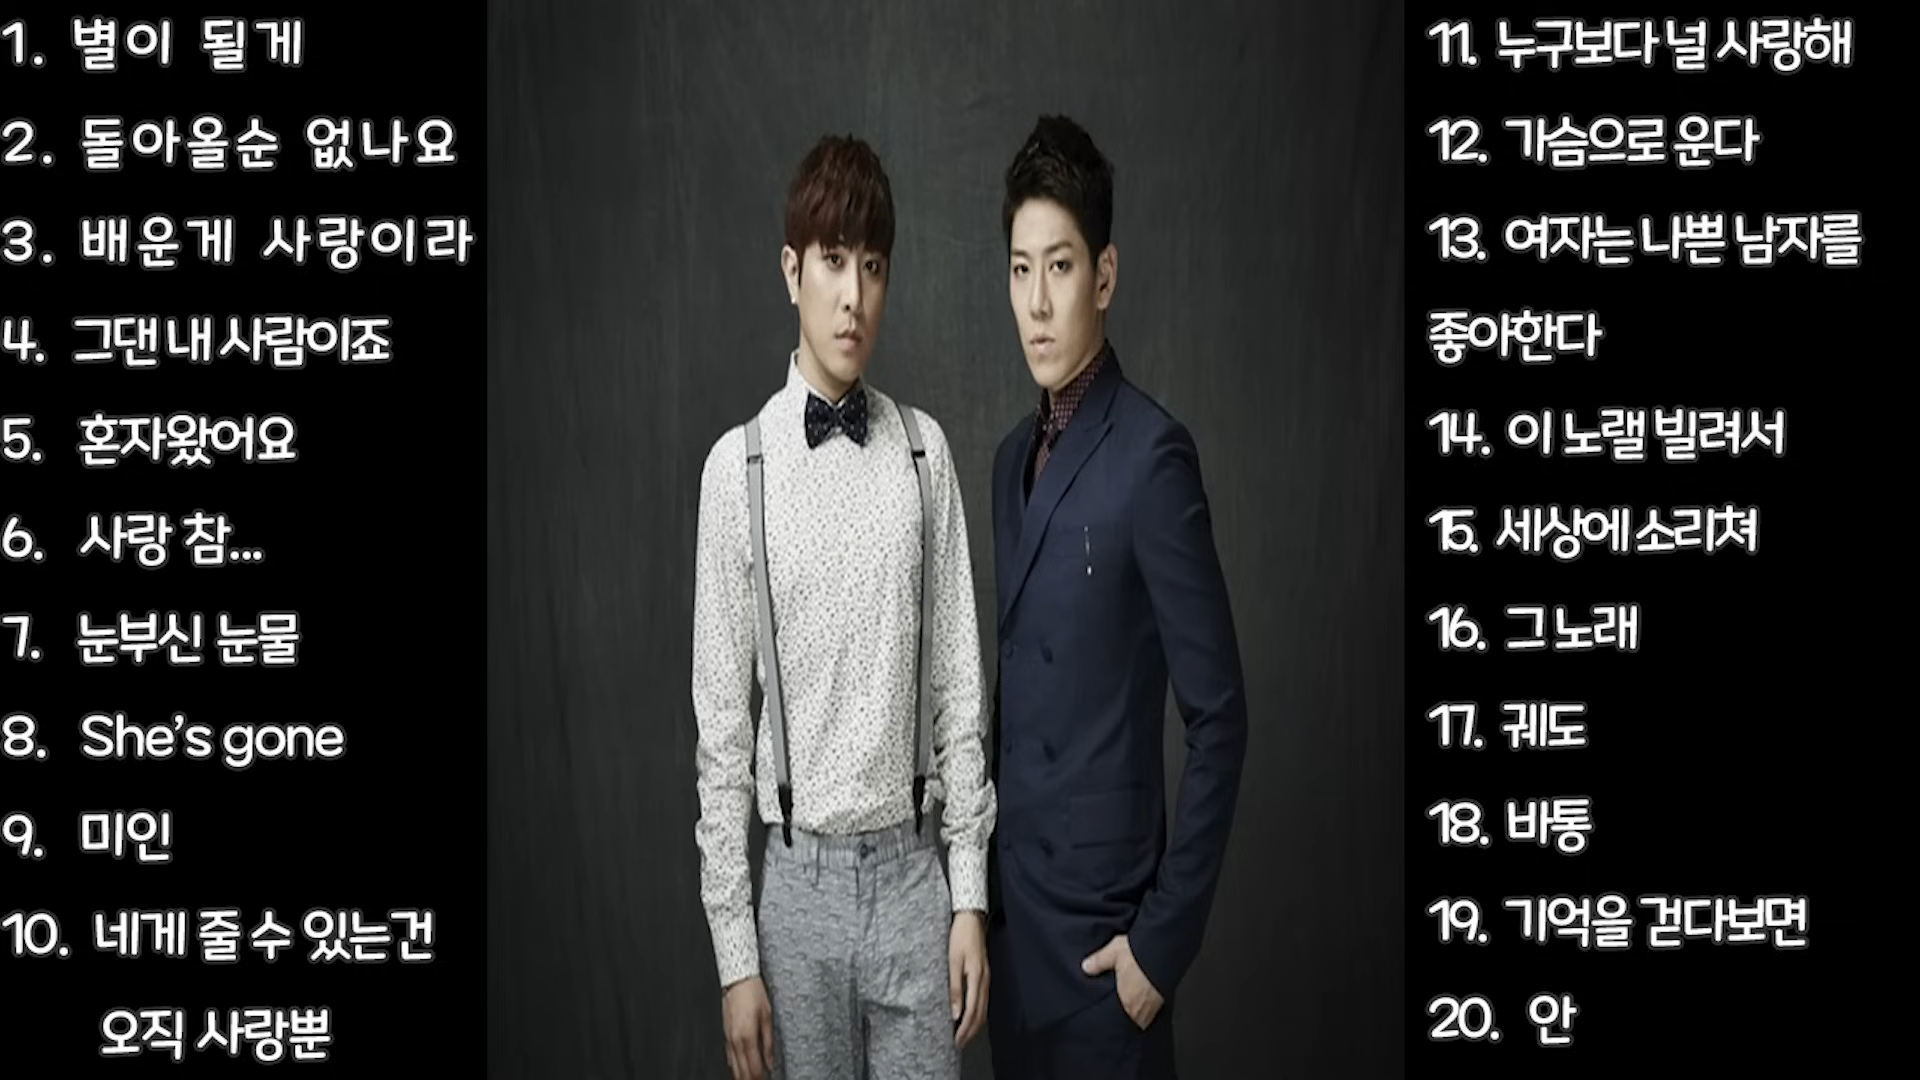 1. 별이 될게
2. 돌아올순 없나요
3. 배운게 사랑이라
4. 그댄 내 사람이죠
5. 혼자왔어요
6. 사랑 참...
7. 눈부신 눈물
8. She's gone
9. 미인
10. 네게 줄 수 있는건
오직 사랑뿐
11. 누구보다 널 사랑해
12. 가슴으로 운다
13. 여자는 나쁜 남자를
좋아한다
14. 이 노랠 빌려서
15. 세상에 소리쳐
16. 그 노래
17. 궤도
18. 바통
19. 기억을 걷다보면
20. 안